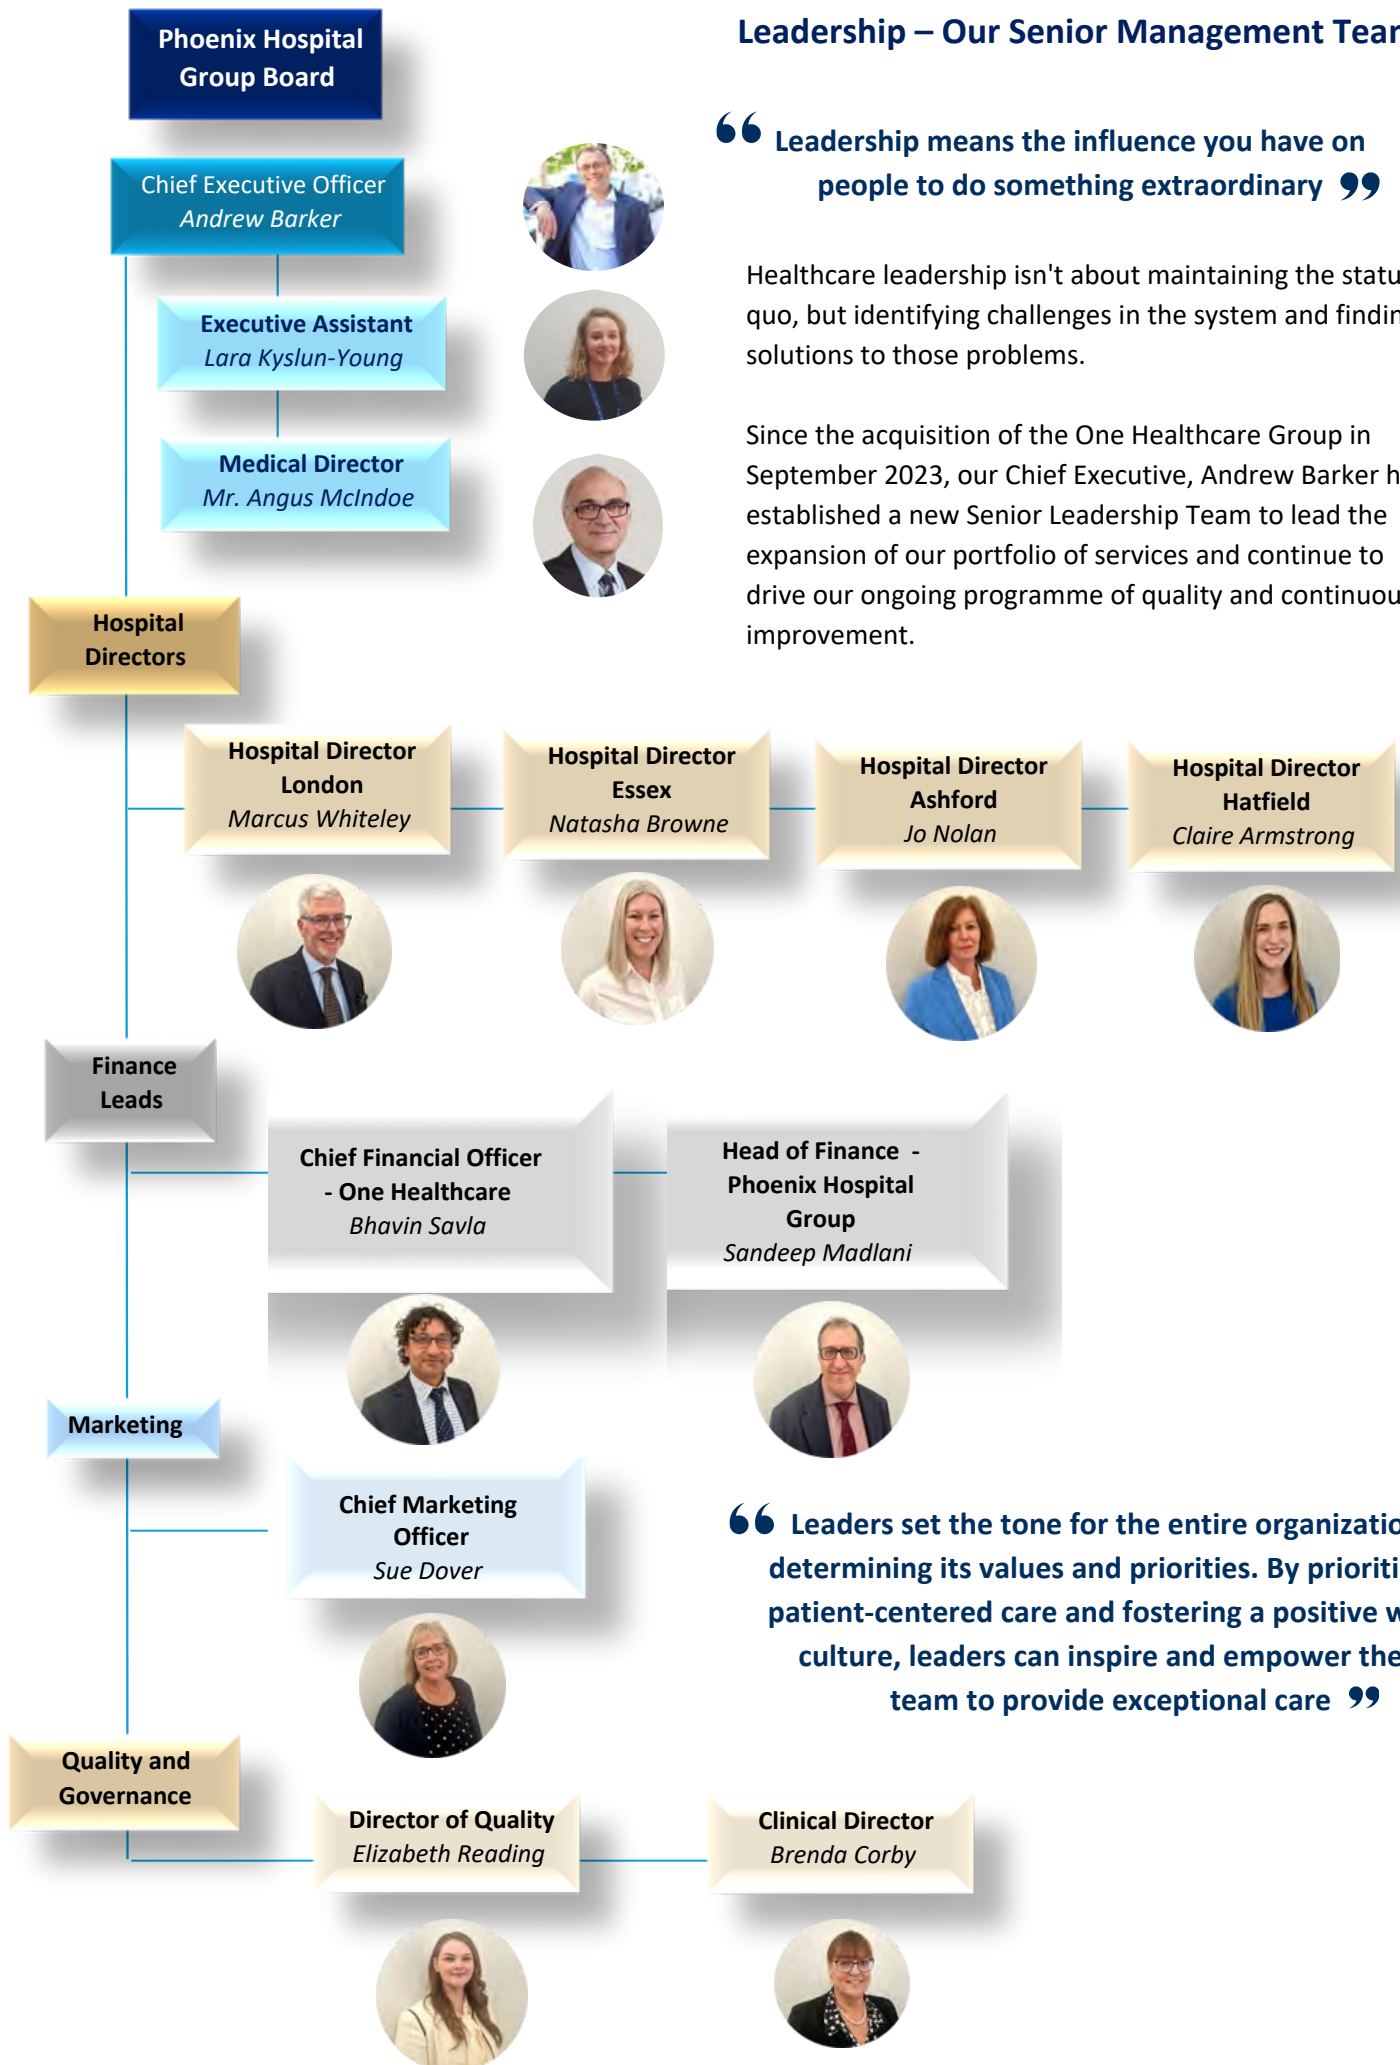 Phoenix Hospital
Group Board
Leadership – Our Senior Management
“ Leadership means the influence you have on
people to do something extraordinary ”
Chief Executive Officer
Andrew Barker
Executive Assistant
Lara Kyslun-Young
Medical Director
Mr. Angus McIndoe
Healthcare leadership isn't about maintaining the
quo, but identifying challenges in the system and
solutions to those problems.
Since the acquisition of the One Healthcare Group in
September 2023, our Chief Executive, Andrew Barker
established a new Senior Leadership Team to lead the
expansion of our portfolio of services and continue to
drive our ongoing programme of quality and
improvement.
Hospital
Directors
Hospital Director
London
Marcus Whiteley
Hospital Director
Essex
Natasha Browne
Hospital Director
Ashford
Jo Nolan
Hospital Director
Hatfield
Claire Armstrong
Finance
Leads
Chief Financial Officer
- One Healthcare
Bhavin Savla
Head of Finance -
Phoenix Hospital
Group
Sandeep Madlani
Marketing
Chief Marketing
Officer
Sue Dover
“ Leaders set the tone for the entire
determining its values and priorities. By
patient-centered care and fostering a positive
culture, leaders can inspire and empower
team to provide exceptional care ”
Quality and
Governance
Director of Quality
Elizabeth Reading
Clinical Director
Brenda Corby